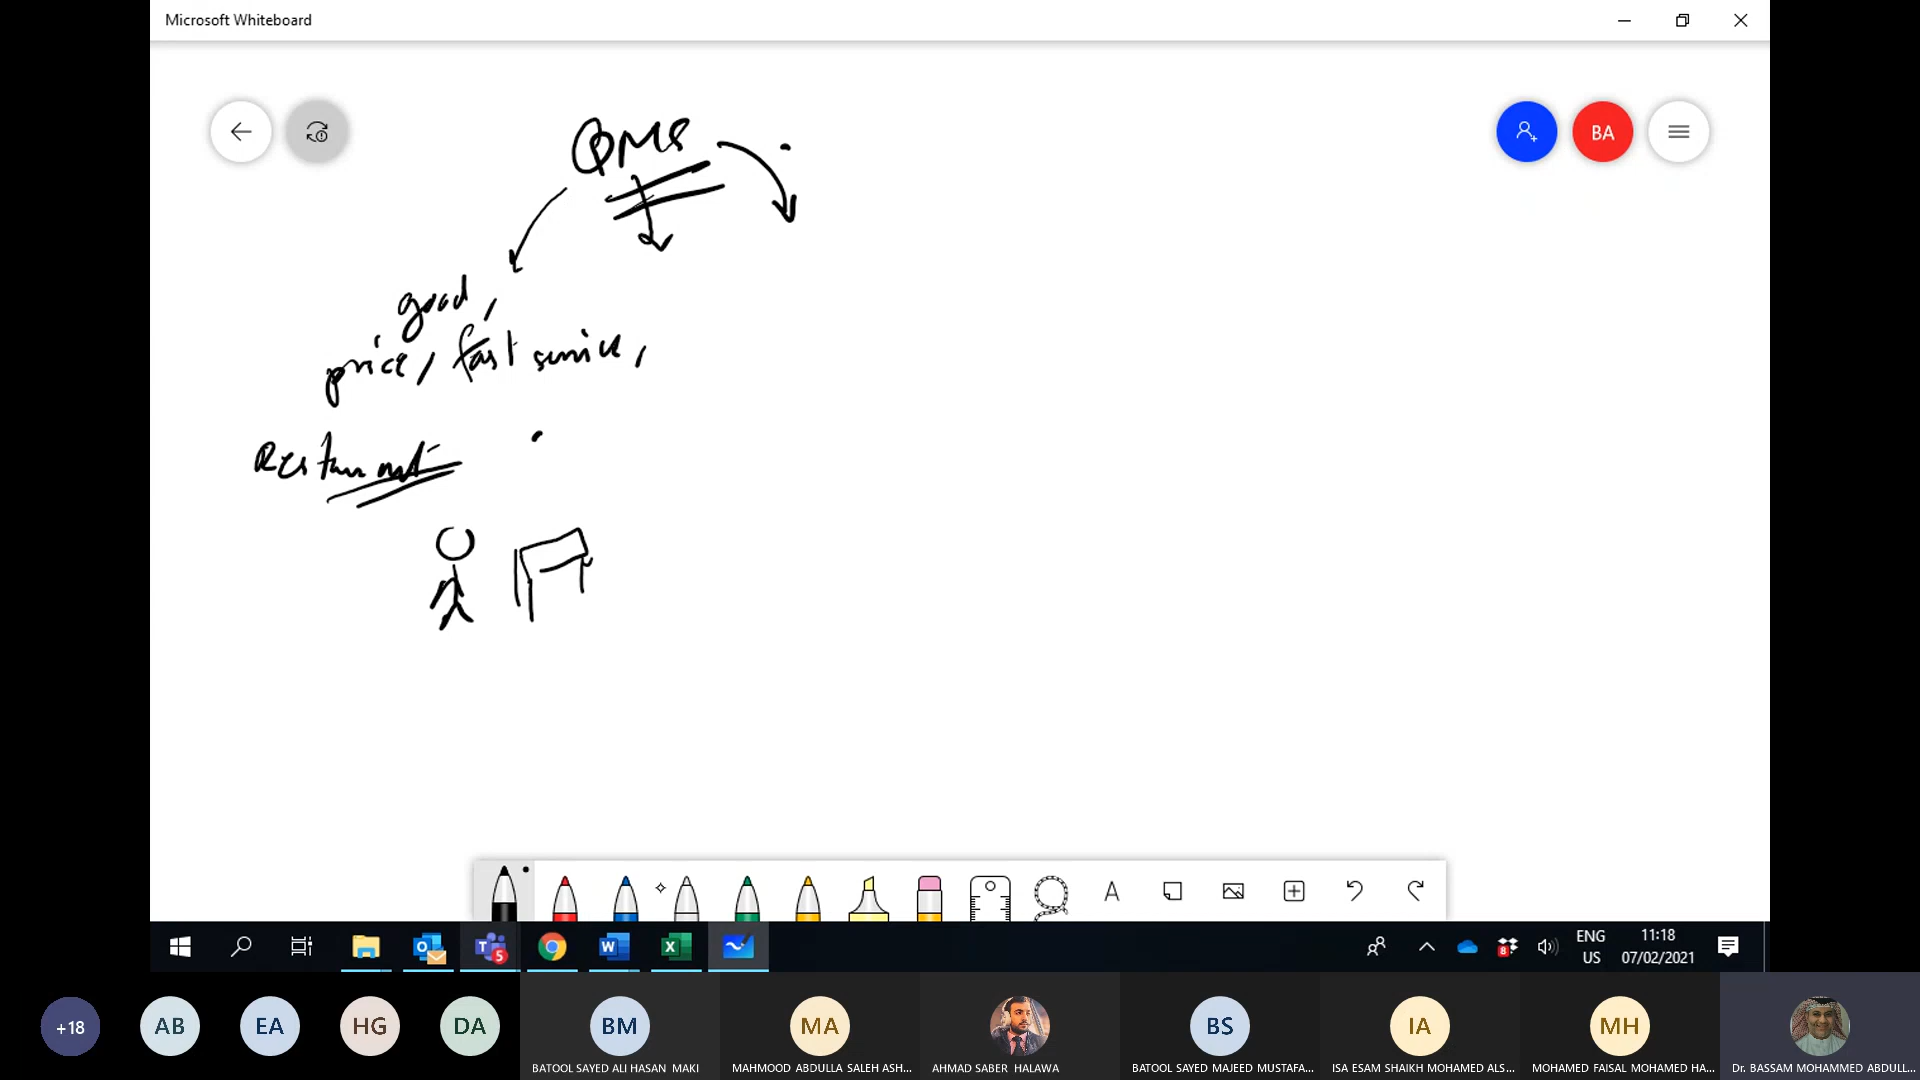 Microsoft Whiteboard
BA
QMS
good,
price, fast service,
Restaurant
A
ENG
US
11:18
07/02/2021
5
8
+18
AB
EA
HG
DA
BM
MA
BS
IA
MH
BATOOL SAYED ALI HASAN MAKI
MAHMOOD ABDULLA SALEH ASH...
AHMAD SABER HALAWA
BATOOL SAYED MAJEED MUSTAFA...
ISA ESAM SHAIKH MOHAMED ALS...
MOHAMED FAISAL MOHAMED HA...
Dr. BASSAM MOHAMMED ABDULL...